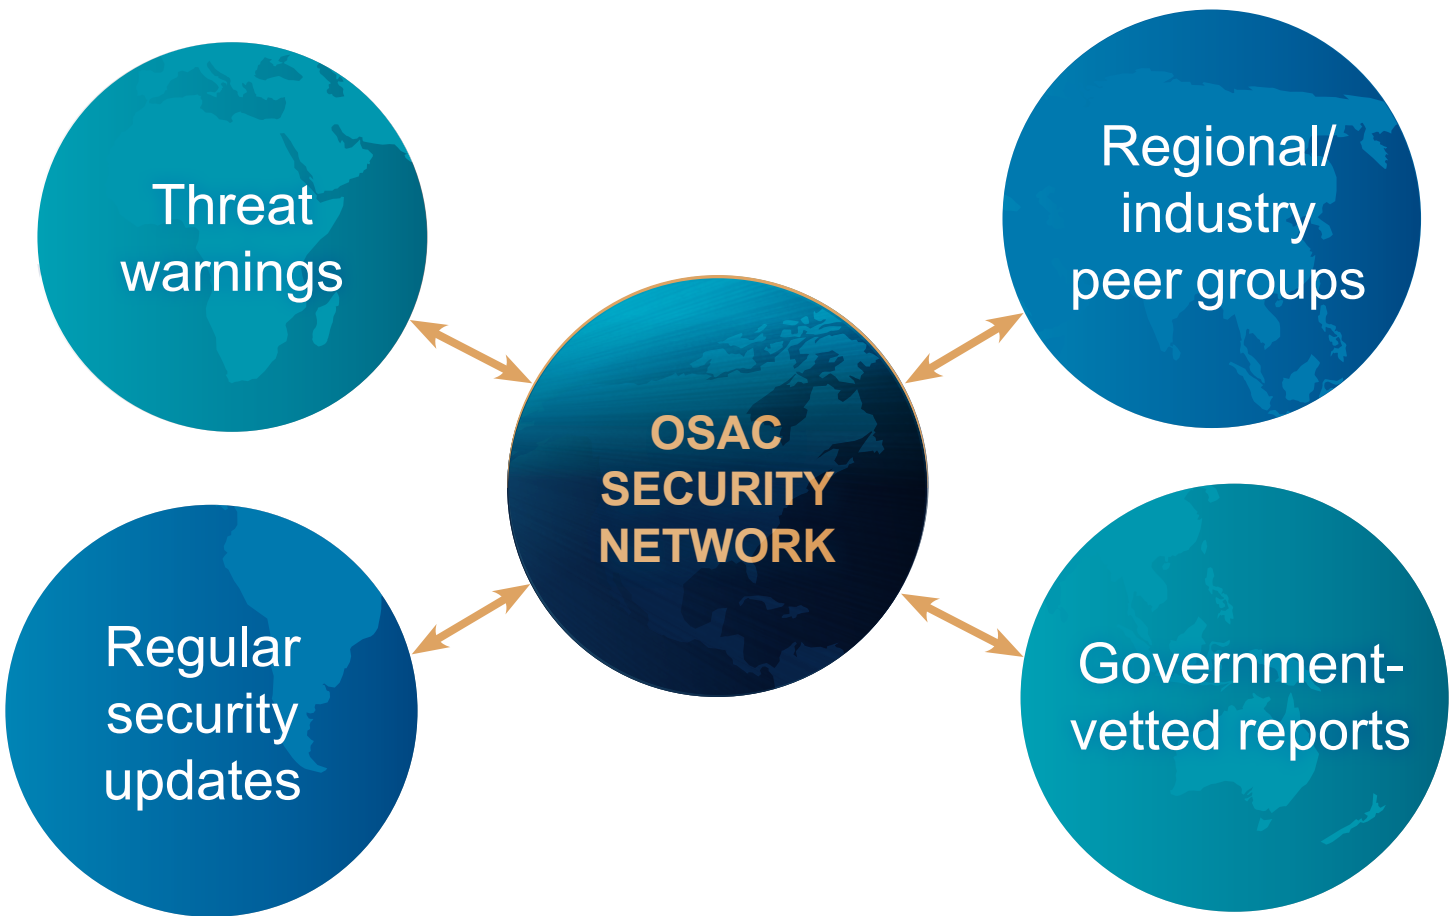 Threat
warnings
Regional/
industry
peer groups
OSAC
SECURITY
NETWORK
Regular
security
updates
Government-
vetted reports